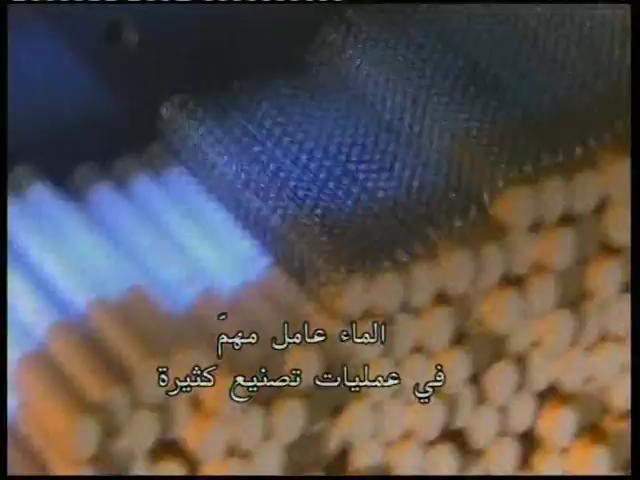 الماء عامل مهمّ
في عمليات تصنيع كثيرة